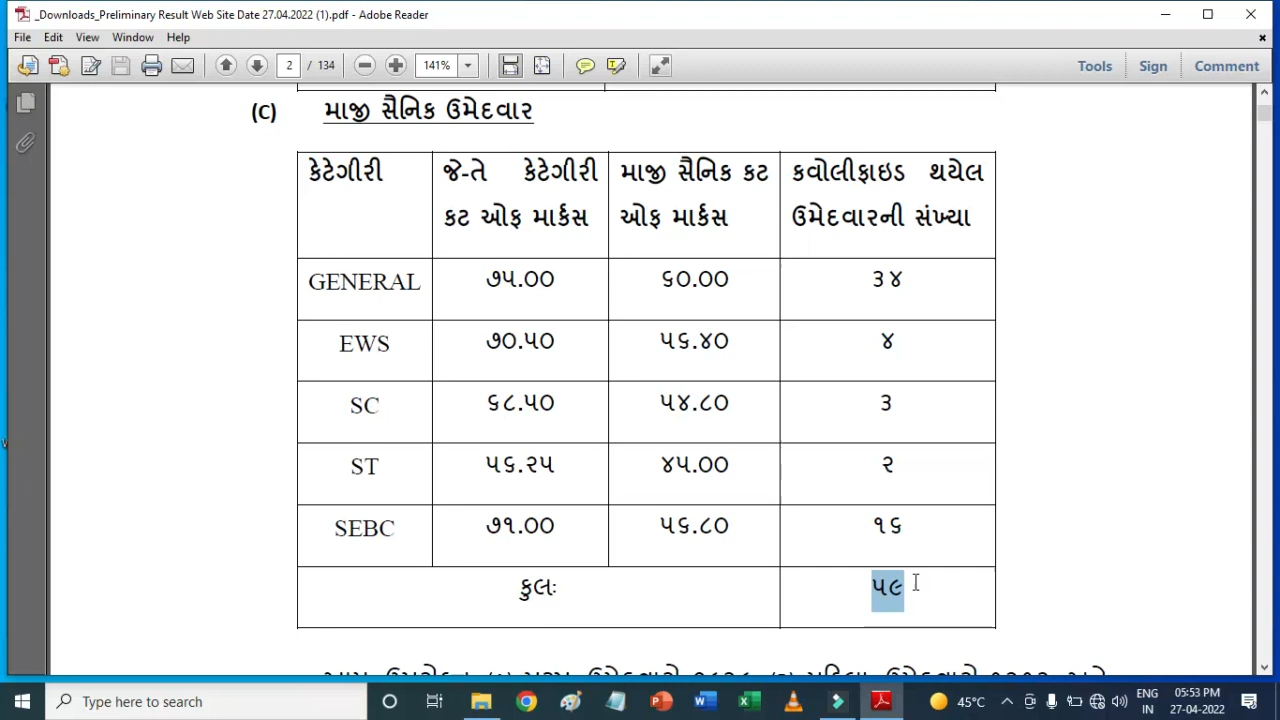 _Downloads_Preliminary Result Web Site Date 27.04.2022 (1).pdf - Adobe Reader
File Edit View Window Help
2 / 134 141% Tools Sign Comment
(C) માજી સૈનિક ઉમેદવાર
કેટેગીરી જે-તે કેટેગીરી માજી સૈનિક કટ કવોલીફાઇડ થયેલ
કટ ઓફ માર્કસ ઓફ માર્કસ ઉમેદવારની સંખ્યા
GENERAL ૭૫.૦૦ ૬૦.૦૦ ૩૪
EWS ૭૦.૫૦ ૫૬.૪૦ ૪
SC ૬૮.૫૦ ૫૪.૮૦ ૩
ST ૫૬.૨૫ ૪૫.૦૦ ૨
SEBC ૭૧.૦૦ ૫૬.૮૦ ૧૬
કુલઃ ૫૯
Type here to search 45°C ENG 05:53 PM
IN 27-04-2022